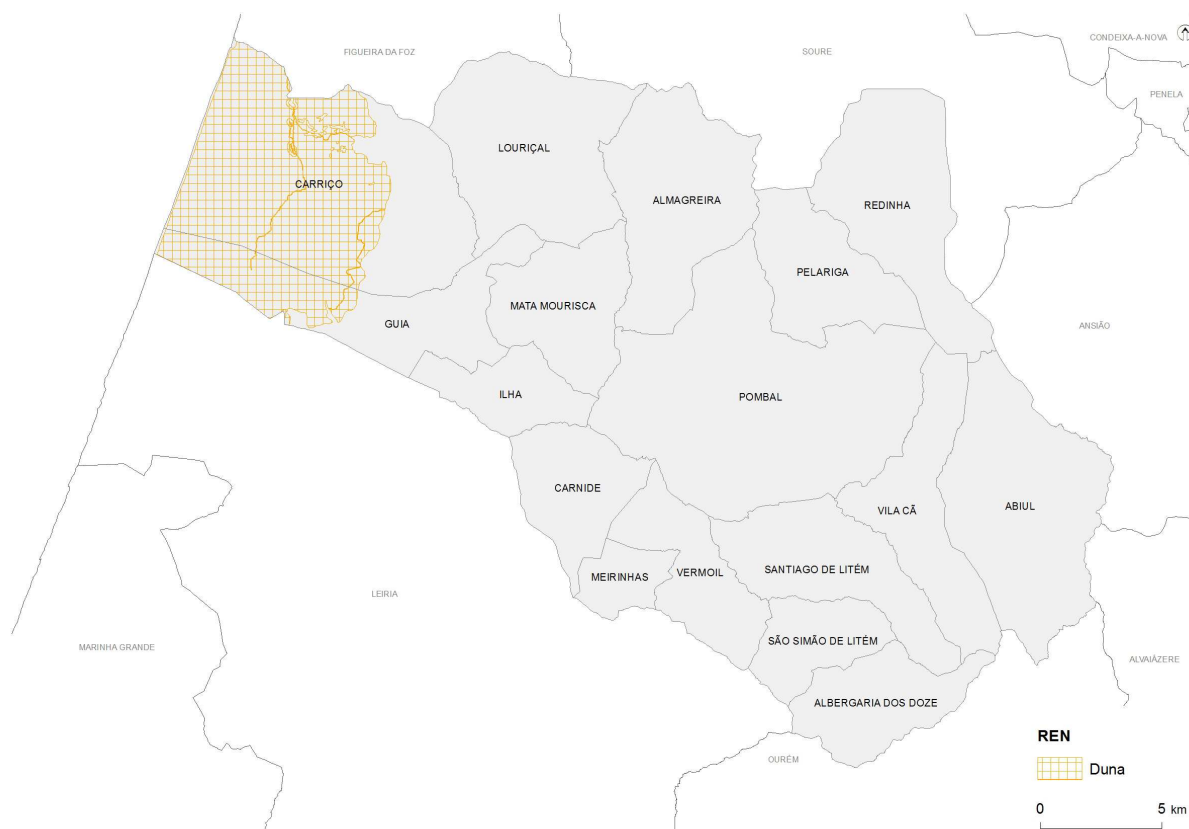 CONDEIXA-A-NOVA
FIGUEIRA DA FOZ
SOURE
PENELA
LOURIÇAL
CARRIÇO
ALMAGREIRA
REDINHA
PELARIGA
MATA MOURISCA
GUIA
ANSIÃO
ILHA
POMBAL
CARNIDE
VILA CÃ
ABIUL
MEIRINHAS
VERMOIL
SANTIAGO DE LITÉM
LEIRIA
SÃO SIMÃO DE LITÉM
MARINHA GRANDE
ALVAIÁZERE
ALBERGARIA DOS DOZE
OURÉM
REN
Duna
0 5 km